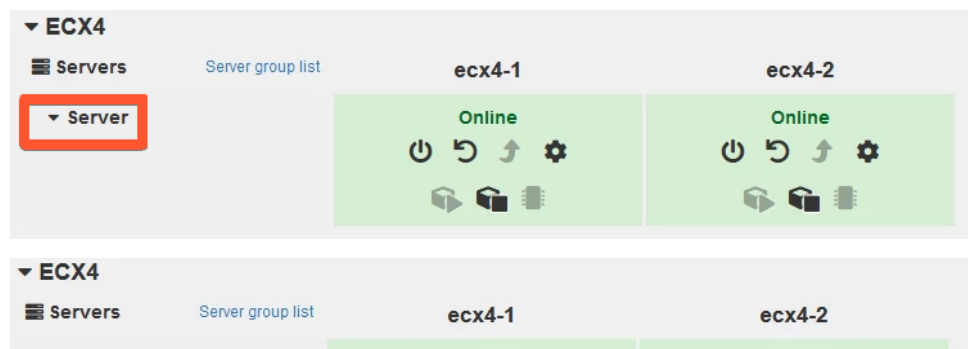 ECX4
Servers Server group list ecx4-1 ecx4-2
Server Online Online
ECX4
Servers Server group list ecx4-1 ecx4-2